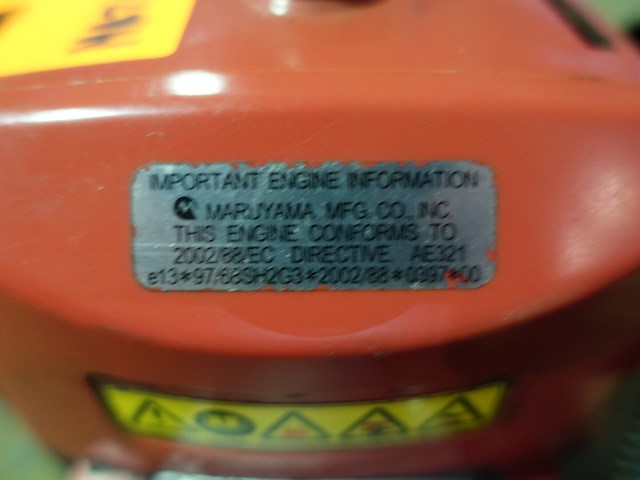 IMPORTANT ENGINE INFORMATION
MARUYAMA MFG. CO., INC.
THIS ENGINE CONFORMS TO
2002/88/EC DIRECTIVE AE321
e13*97/68SH2G3*2002/88*0397*00